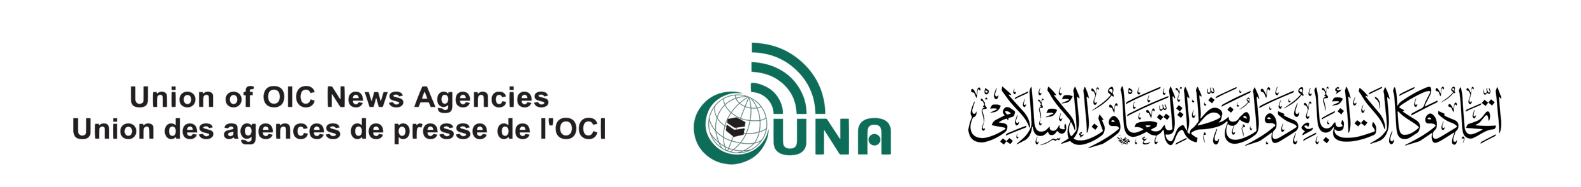 Union of OIC News Agencies
Union des agences de presse de l'OCI
UNA
اتحاد وكالات أنباء دول منظمة التعاون الإسلامي